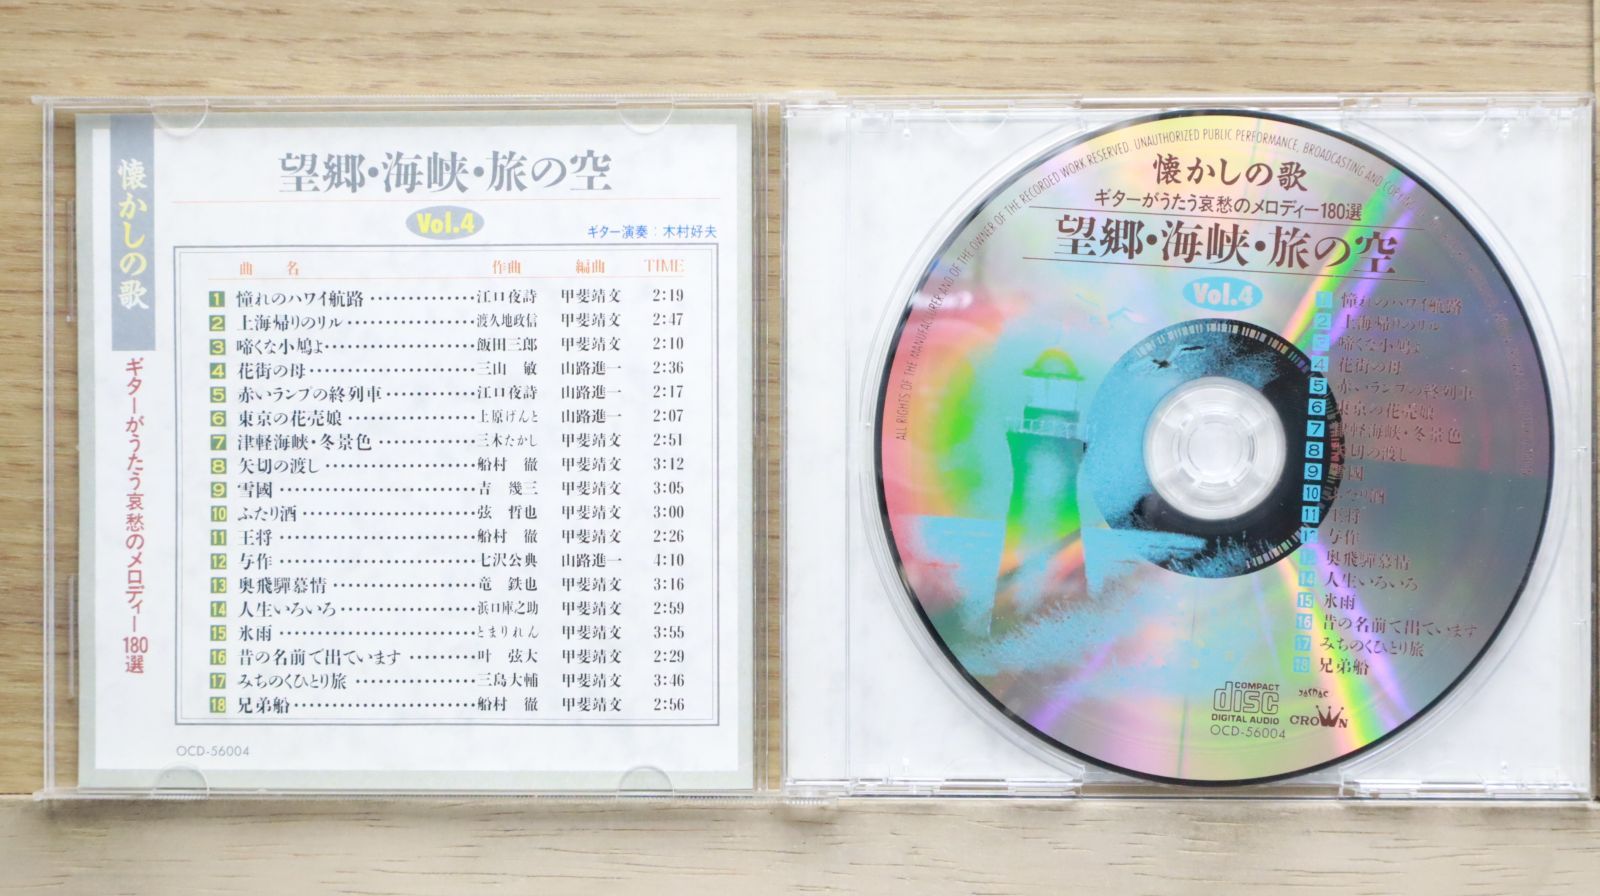 懐かしの歌
ギターがうたう哀愁のメロディー180選
望郷・海峡・旅の空
Vol.4
ギター演奏：木村好夫
曲 名 作曲 編曲 TIME
1 憧れのハワイ航路 江口夜詩 甲斐靖文 2:19
2 上海帰りのリル 渡久地政信 甲斐靖文 2:47
3 啼くな小鳩よ 飯田三郎 甲斐靖文 2:10
4 花街の母 三山 敏 山路進一 2:36
5 赤いランプの終列車 江口夜詩 山路進一 2:17
6 東京の花売娘 上原げんと 山路進一 2:07
7 津軽海峡・冬景色 三木たかし 甲斐靖文 2:51
8 矢切の渡し 船村 徹 甲斐靖文 3:12
9 雪國 吉 幾三 甲斐靖文 3:05
10 ふたり酒 弦 哲也 甲斐靖文 3:00
11 王将 船村 徹 甲斐靖文 2:26
12 与作 七沢公典 山路進一 4:10
13 奥飛騨慕情 竜 鉄也 甲斐靖文 3:16
14 人生いろいろ 浜口庫之助 甲斐靖文 2:59
15 氷雨 とまりれん 甲斐靖文 3:55
16 昔の名前で出ています 叶 弦大 甲斐靖文 2:29
17 みちのくひとり旅 三島大輔 甲斐靖文 3:46
18 兄弟船 船村 徹 甲斐靖文 2:56
OCD-56004
ALL RIGHTS OF THE MANUFACTURER AND OF THE OWNER OF THE RECORDED WORK RESERVED. UNAUTHORIZED PUBLIC PERFORMANCE, BROADCASTING AND
懐かしの歌
ギターがうたう哀愁のメロディー180選
望郷・海峡・旅の空
Vol.4
1 憧れのハワイ航路
2 上海帰りのリル
3 啼くな小鳩よ
4 花街の母
5 赤いランプの終列車
6 東京の花売娘
7 津軽海峡・冬景色
8 矢切の渡し
9 雪國
10 ふたり酒
11 王将
12 与作
13 奥飛騨慕情
14 人生いろいろ
15 氷雨
16 昔の名前で出ています
17 みちのくひとり旅
18 兄弟船
COMPACT
disc
DIGITAL AUDIO
OCD-56004
CROWN